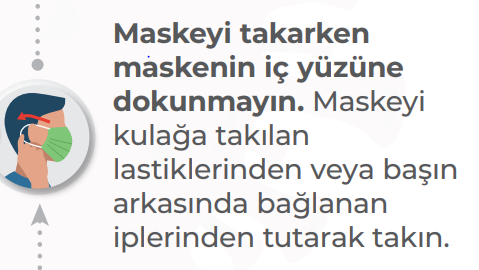 Maskeyi takarken
maskenin iç yüzüne
dokunmayın. Maskeyi
kulağa takılan
lastiklerinden veya başın
arkasında bağlanan
iplerinden tutarak takın.